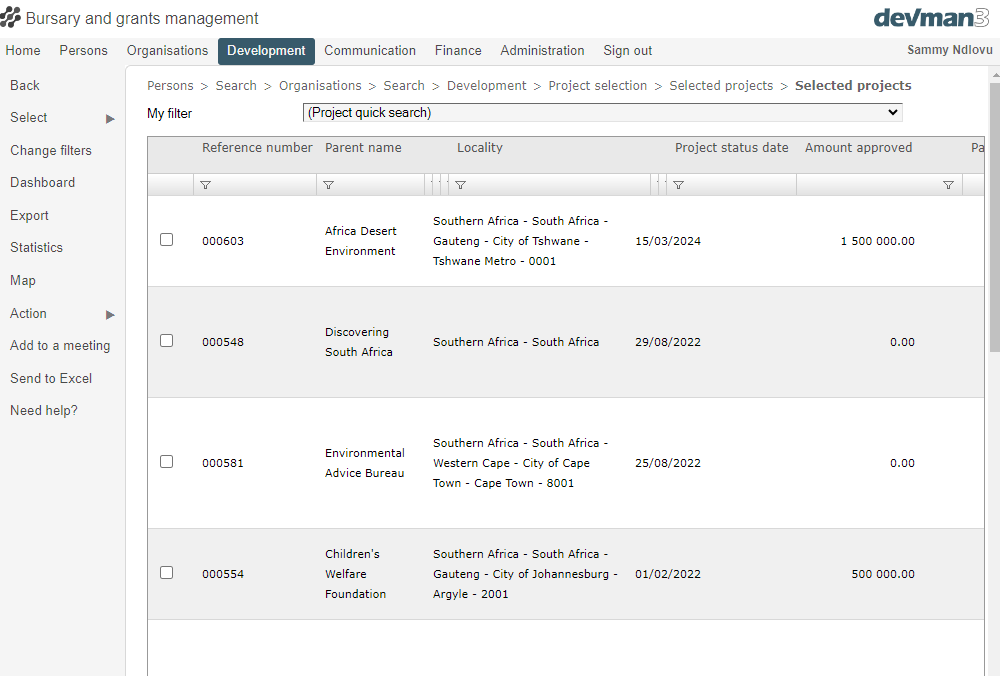 Bursary and grants management
devman3
Home Persons Organisations Development Communication Finance Administration Sign out
Sammy Ndlovu
Back
Select
Change filters
Dashboard
Export
Statistics
Map
Action
Add to a meeting
Send to Excel
Need help?
Persons > Search > Organisations > Search > Development > Project selection > Selected projects > Selected projects
My filter (Project quick search)
Reference number Parent name Locality Project status date Amount approved Pa
000603
Africa Desert
Environment
Southern Africa - South Africa -
Gauteng - City of Tshwane -
Tshwane Metro - 0001
15/03/2024
1 500 000.00
000548
Discovering
South Africa
Southern Africa - South Africa
29/08/2022
0.00
000581
Environmental
Advice Bureau
Southern Africa - South Africa -
Western Cape - City of Cape
Town - Cape Town - 8001
25/08/2022
0.00
000554
Children's
Welfare
Foundation
Southern Africa - South Africa -
Gauteng - City of Johannesburg -
Argyle - 2001
01/02/2022
500 000.00